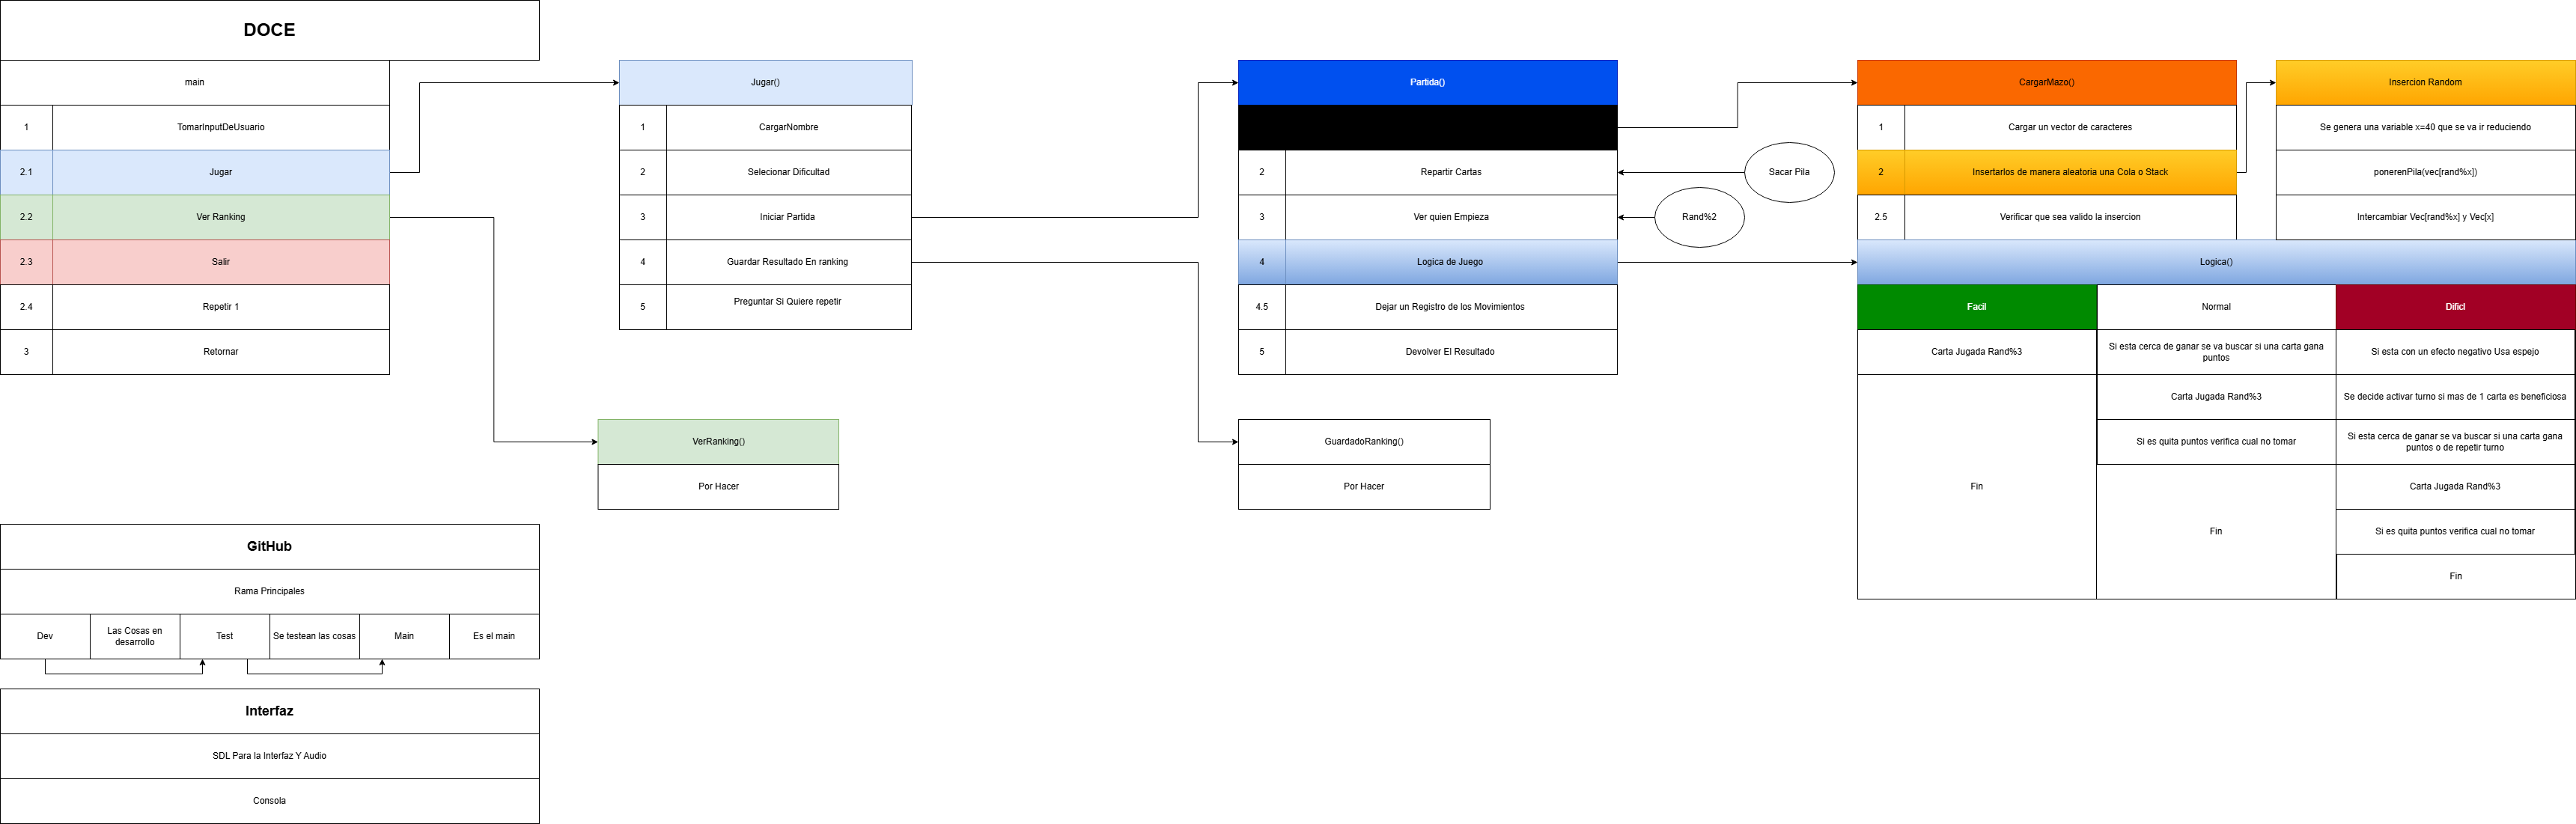 DOCE
main
1
TomarInputDeUsuario
2.1
Jugar
2.2
Ver Ranking
2.3
Salir
2.4
Repetir 1
3
Retornar
Jugar()
1
CargarNombre
2
Selecionar Dificultad
3
Iniciar Partida
4
Guardar Resultado En ranking
5
Preguntar Si Quiere repetir
VerRanking()
Por Hacer
Partida()
2
Repartir Cartas
3
Ver quien Empieza
4
Logica de Juego
4.5
Dejar un Registro de los Movimientos
5
Devolver El Resultado
Sacar Pila
Rand%2
GuardadoRanking()
Por Hacer
CargarMazo()
1
Cargar un vector de caracteres
2
Insertarlos de manera aleatoria una Cola o Stack
2.5
Verificar que sea valido la insercion
Insercion Random
Se genera una variable x=40 que se va ir reduciendo
ponerenPila(vec[rand%x])
Intercambiar Vec[rand%x] y Vec[x]
Logica()
Facil
Normal
Dificl
Carta Jugada Rand%3
Si esta cerca de ganar se va buscar si una carta gana
puntos
Si esta con un efecto negativo Usa espejo
Carta Jugada Rand%3
Se decide activar turno si mas de 1 carta es beneficiosa
Si es quita puntos verifica cual no tomar
Si esta cerca de ganar se va buscar si una carta gana
puntos o de repetir turno
Fin
Carta Jugada Rand%3
Fin
Si es quita puntos verifica cual no tomar
Fin
GitHub
Rama Principales
Dev
Las Cosas en
desarrollo
Test
Se testean las cosas
Main
Es el main
Interfaz
SDL Para la Interfaz Y Audio
Consola